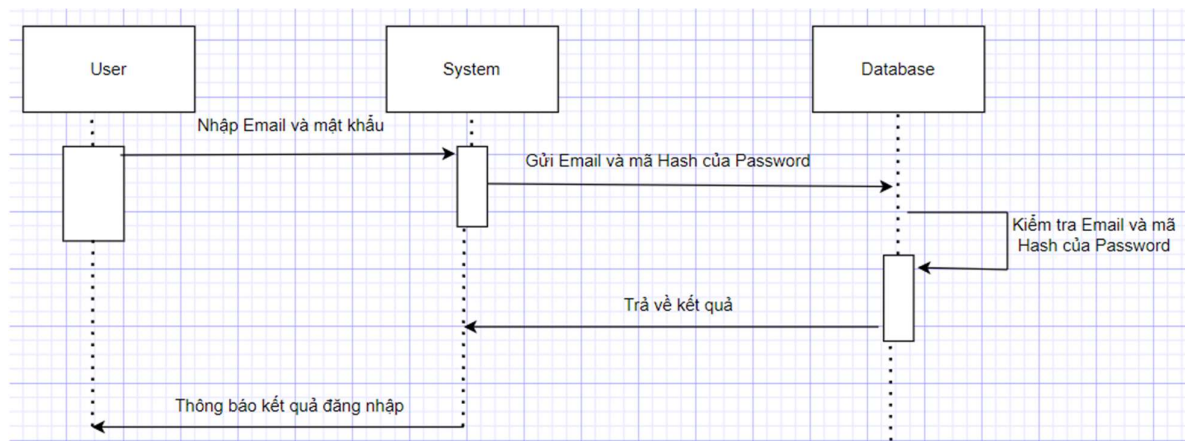 User
System
Database
Nhập Email và mật khẩu
Gửi Email và mã Hash của Password
Kiểm tra Email và mã
Hash của Password
Trả về kết quả
Thông báo kết quả đăng nhập